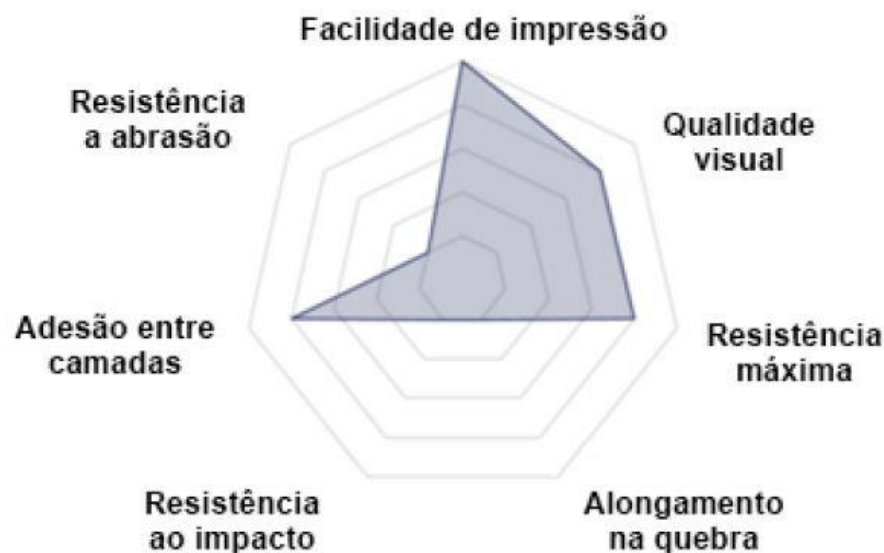 Facilidade de impressão
Resistência
a abrasão
Qualidade
visual
Adesão entre
camadas
Resistência
máxima
Resistência
ao impacto
Alongamento
na quebra